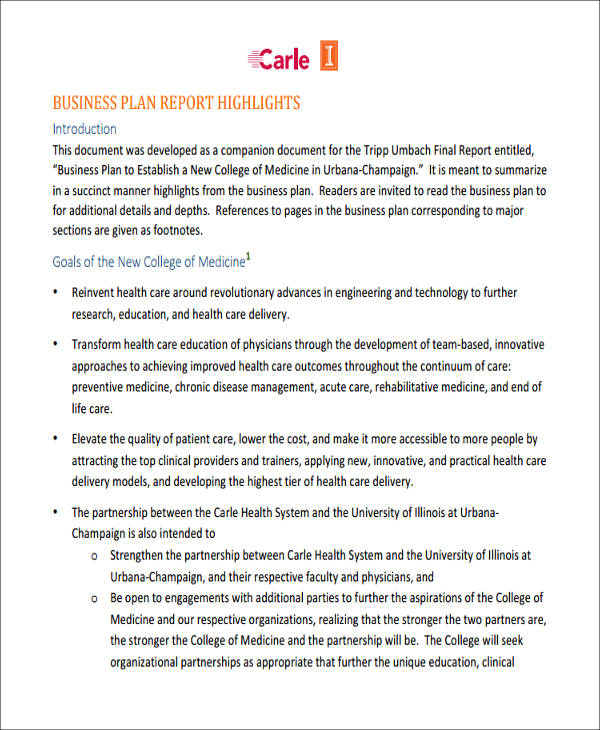 Carle I
BUSINESS PLAN REPORT HIGHLIGHTS
Introduction
This document was developed as a companion document for the Tripp Umbach Final Report entitled,
“Business Plan to Establish a New College of Medicine in Urbana-Champaign.”  It is meant to summarize
in a succinct manner highlights from the business plan.  Readers are invited to read the business plan to
for additional details and depths.  References to pages in the business plan corresponding to major
sections are given as footnotes.
Goals of the New College of Medicine1
• Reinvent health care around revolutionary advances in engineering and technology to further
research, education, and health care delivery.
• Transform health care education of physicians through the development of team-based, innovative
approaches to achieving improved health care outcomes throughout the continuum of care:
preventive medicine, chronic disease management, acute care, rehabilitative medicine, and end of
life care.
• Elevate the quality of patient care, lower the cost, and make it more accessible to more people by
attracting the top clinical providers and trainers, applying new, innovative, and practical health care
delivery models, and developing the highest tier of health care delivery.
• The partnership between the Carle Health System and the University of Illinois at Urbana-
Champaign is also intended to
o Strengthen the partnership between Carle Health System and the University of Illinois at
Urbana-Champaign, and their respective faculty and physicians, and
o Be open to engagements with additional parties to further the aspirations of the College of
Medicine and our respective organizations, realizing that the stronger the two partners are,
the stronger the College of Medicine and the partnership will be.  The College will seek
organizational partnerships as appropriate that further the unique education, clinical